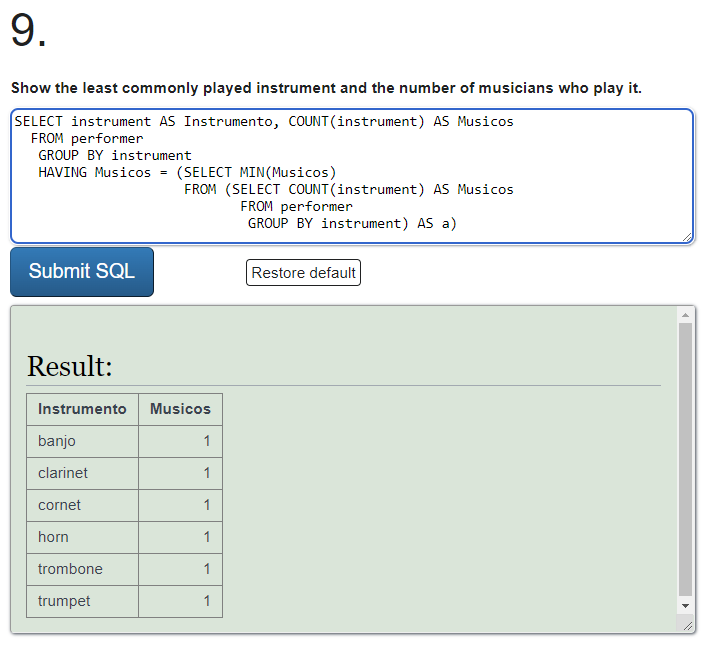 9.
Show the least commonly played instrument and the number of musicians who play it.
SELECT instrument AS Instrumento, COUNT(instrument) AS Musicos
FROM performer
GROUP BY instrument
HAVING Musicos = (SELECT MIN(Musicos)
FROM (SELECT COUNT(instrument) AS Musicos
FROM performer
GROUP BY instrument) AS a)
Submit SQL Restore default
Result:
Instrumento Musicos
banjo 1
clarinet 1
cornet 1
horn 1
trombone 1
trumpet 1